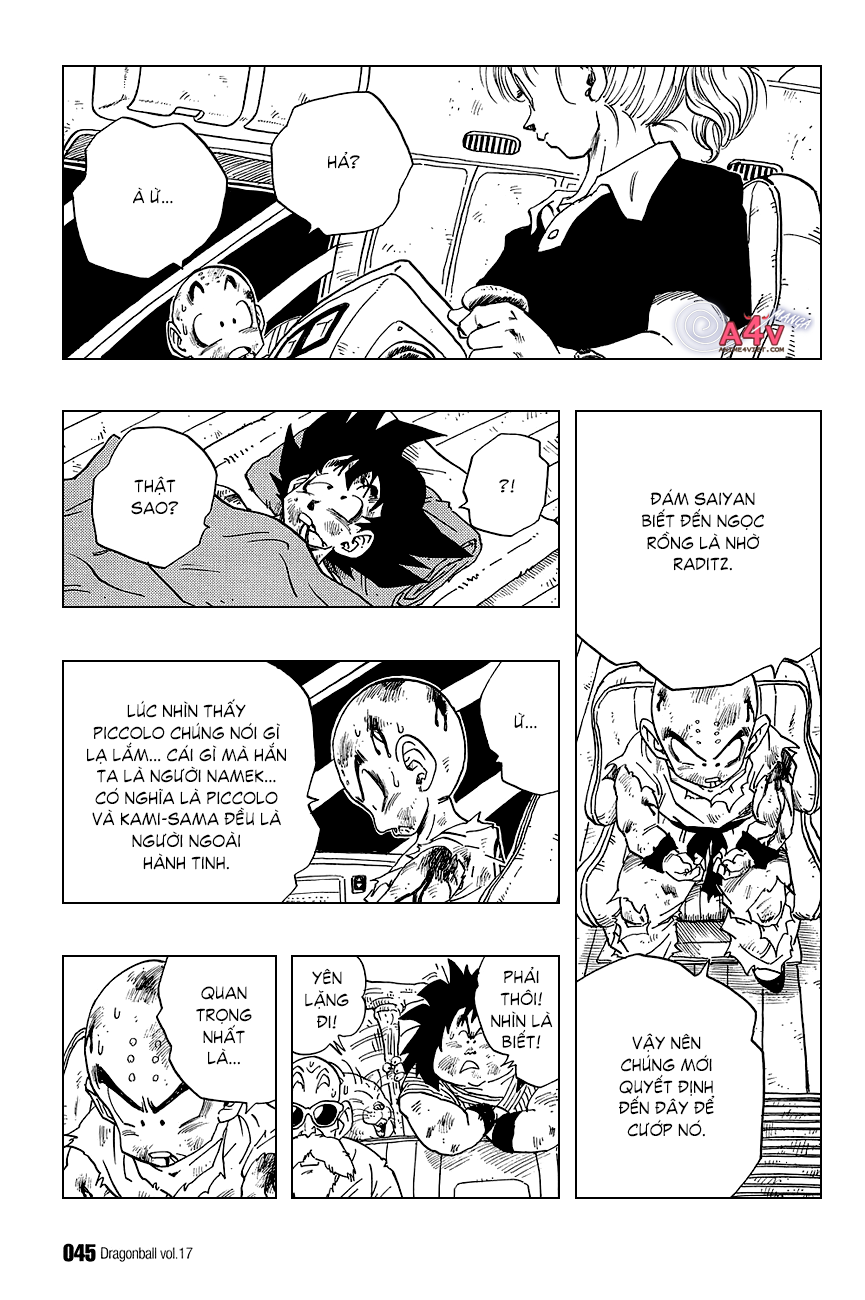 HẢ?
À Ừ...
A4V
MANGA
ANIME4VIET.COM
?!
THẬT
SAO?
ĐÁM SAIYAN
BIẾT ĐẾN NGỌC
RỒNG LÀ NHỜ
RADITZ.
VẬY NÊN
CHÚNG MỚI
QUYẾT ĐỊNH
ĐẾN ĐÂY ĐỂ
CƯỚP NÓ.
Ừ...
LÚC NHÌN THẤY
PICCOLO CHÚNG NÓI GÌ
LẠ LẮM... CÁI GÌ MÀ HẮN
TA LÀ NGƯỜI NAMEK...
CÓ NGHĨA LÀ PICCOLO
VÀ KAMI-SAMA ĐỀU LÀ
NGƯỜI NGOÀI
HÀNH TINH.
PHẢI
THÔI!
NHÌN LÀ
BIẾT!
YÊN
LẶNG
ĐI!
QUAN
TRỌNG
NHẤT
LÀ...
045 Dragonball vol.17